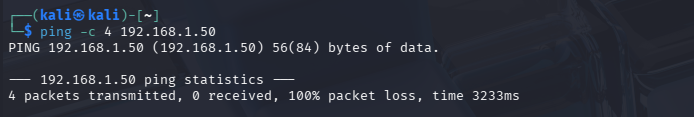 ┌──(kali㉿kali)-[~]
└─$ ping -c 4 192.168.1.50
PING 192.168.1.50 (192.168.1.50) 56(84) bytes of data.

--- 192.168.1.50 ping statistics ---
4 packets transmitted, 0 received, 100% packet loss, time 3233ms